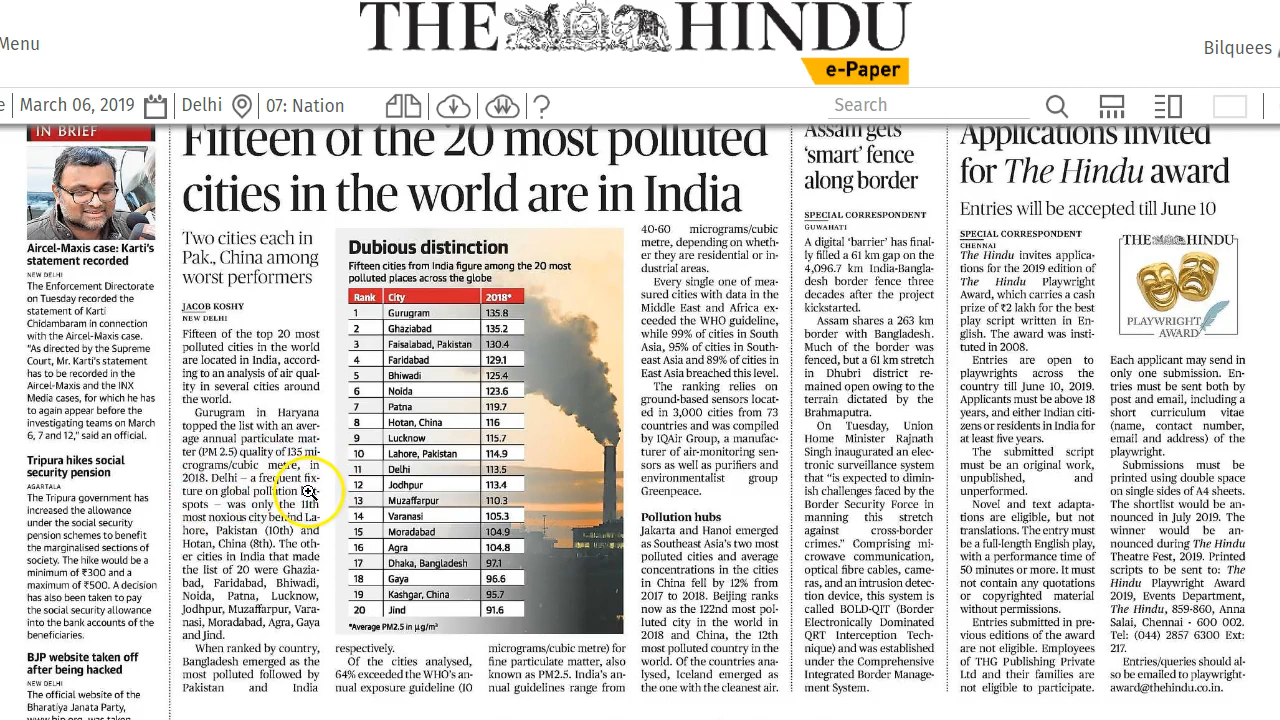 THE HINDU
e-Paper
Menu
Bilquees
March 06, 2019
Delhi
07: Nation
?
Search
IN BRIEF
Aircel-Maxis case: Karti's
statement recorded
NEW DELHI
The Enforcement Directorate
on Tuesday recorded the
statement of Karti
Chidambaram in connection
with the Aircel-Maxis case.
"As directed by the Supreme
Court, Mr. Karti's statement
has to be recorded in the
Aircel-Maxis and the INX
Media cases, for which he has
to again appear before the
investigating teams on March
6, 7 and 12," said an official.
Tripura hikes social
security pension
AGARTALA
The Tripura government has
increased the allowance
under the social security
pension schemes to benefit
the marginalised sections of
society. The hike would be a
minimum of ₹300 and a
maximum of ₹500. A decision
has also been taken to pay
the social security allowance
into the bank accounts of the
beneficiaries.
BJP website taken off
after being hacked
NEW DELHI
The official website of the
Bharatiya Janata Party,
www.bjp.org, was taken
Fifteen of the 20 most polluted
cities in the world are in India
Two cities each in
Pak., China among
worst performers
JACOB KOSHY
NEW DELHI
Fifteen of the top 20 most
polluted cities in the world
are located in India, accord-
ing to an analysis of air qual-
ity in several cities around
the world.
Gurugram in Haryana
topped the list with an aver-
age annual particulate mat-
ter (PM 2.5) quality of 135 mi-
crograms/cubic metre, in
2018. Delhi – a frequent fix-
ture on global pollution
spots – was only the 11th
most noxious city behind La-
hore, Pakistan (10th) and
Hotan, China (8th). The oth-
er cities in India that made
the list of 20 were Ghazia-
bad, Faridabad, Bhiwadi,
Noida, Patna, Lucknow,
Jodhpur, Muzaffarpur, Vara-
nasi, Moradabad, Agra, Gaya
and Jind.
When ranked by country,
Bangladesh emerged as the
most polluted followed by
Pakistan and India
Dubious distinction
Fifteen cities from India figure among the 20 most
polluted places across the globe
Rank City 2018*
1 Gurugram 135.8
2 Ghaziabad 135.2
3 Faisalabad, Pakistan 130.4
4 Faridabad 129.1
5 Bhiwadi 125.4
6 Noida 123.6
7 Patna 119.7
8 Hotan, China 116
9 Lucknow 115.7
10 Lahore, Pakistan 114.9
11 Delhi 113.5
12 Jodhpur 113.4
13 Muzaffarpur 110.3
14 Varanasi 105.3
15 Moradabad 104.9
16 Agra 104.8
17 Dhaka, Bangladesh 97.1
18 Gaya 96.6
19 Kashgar, China 95.7
20 Jind 91.6
*Average PM2.5 in μg/m³
respectively.
Of the cities analysed,
64% exceeded the WHO's an-
nual exposure guideline (10
micrograms/cubic metre) for
fine particulate matter, also
known as PM2.5. India's an-
nual guidelines range from
40-60 micrograms/cubic
metre, depending on wheth-
er they are residential or in-
dustrial areas.
Every single one of mea-
sured cities with data in the
Middle East and Africa ex-
ceeded the WHO guideline,
while 99% of cities in South
Asia, 95% of cities in South-
east Asia and 89% of cities in
East Asia breached this level.
The ranking relies on
ground-based sensors locat-
ed in 3,000 cities from 73
countries and was compiled
by IQAir Group, a manufac-
turer of air-monitoring sen-
sors as well as purifiers and
environmentalist group
Greenpeace.
Pollution hubs
Jakarta and Hanoi emerged
as Southeast Asia's two most
polluted cities and average
concentrations in the cities
in China fell by 12% from
2017 to 2018. Beijing ranks
now as the 122nd most pol-
luted city in the world in
2018 and China, the 12th
most polluted country in the
world. Of the countries ana-
lysed, Iceland emerged as
the one with the cleanest air.
Assam gets
'smart' fence
along border
SPECIAL CORRESPONDENT
GUWAHATI
A digital 'barrier' has final-
ly filled a 61 km gap on the
4,096.7 km India-Bangla-
desh border fence three
decades after the project
kickstarted.
Assam shares a 263 km
border with Bangladesh.
Much of the border was
fenced, but a 61 km stretch
in Dhubri district re-
mained open owing to the
terrain dictated by the
Brahmaputra.
On Tuesday, Union
Home Minister Rajnath
Singh inaugurated an elec-
tronic surveillance system
that "is expected to dimin-
ish challenges faced by the
Border Security Force in
manning this stretch
against cross-border
crimes." Comprising mi-
crowave communication,
optical fibre cables, came-
ras, and an intrusion detec-
tion device, this system is
called BOLD-QIT (Border
Electronically Dominated
QRT Interception Tech-
nique) and was established
under the Comprehensive
Integrated Border Manage-
ment System.
Applications invited
for The Hindu award
Entries will be accepted till June 10
SPECIAL CORRESPONDENT
CHENNAI
The Hindu invites applica-
tions for the 2019 edition of
The Hindu Playwright
Award, which carries a cash
prize of ₹2 lakh for the best
play script written in En-
glish. The award was insti-
tuted in 2008.
Entries are open to
playwrights across the
country till June 10, 2019.
Applicants must be above 18
years, and either Indian citi-
zens or residents in India for
at least five years.
The submitted script
must be an original work,
unpublished, and
unperformed.
Novel and text adapta-
tions are eligible, but not
translations. The entry must
be a full-length English play,
with a performance time of
50 minutes or more. It must
not contain any quotations
or copyrighted material
without permissions.
Entries submitted in pre-
vious editions of the award
are not eligible. Employees
of THG Publishing Private
Ltd and their families are
not eligible to participate.
THE HINDU
PLAYWRIGHT
AWARD
Each applicant may send in
only one submission. En-
tries must be sent both by
post and email, including a
short curriculum vitae
(name, contact number,
email and address) of the
playwright.
Submissions must be
printed using double space
on single sides of A4 sheets.
The shortlist would be an-
nounced in July 2019. The
winner would be an-
nounced during The Hindu
Theatre Fest, 2019. Printed
scripts to be sent to: The
Hindu Playwright Award
2019, Events Department,
The Hindu, 859-860, Anna
Salai, Chennai - 600 002.
Tel: (044) 2857 6300 Ext:
217.
Entries/queries should al-
so be emailed to playwright-
award@thehindu.co.in.